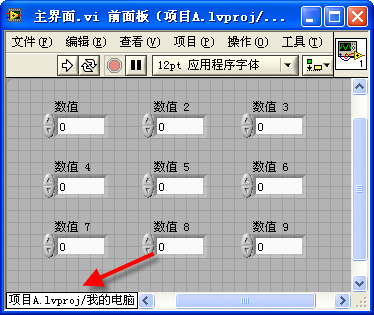 主界面.vi 前面板 (项目A.lvproj/...
文件(F) 编辑(E) 查看(V) 项目(P) 操作(O) 工具(T)
12pt 应用程序字体
1
数值 数值 2 数值 3
0 0 0
数值 4 数值 5 数值 6
0 0 0
数值 7 数值 8 数值 9
0 0 0
项目A.lvproj/我的电脑